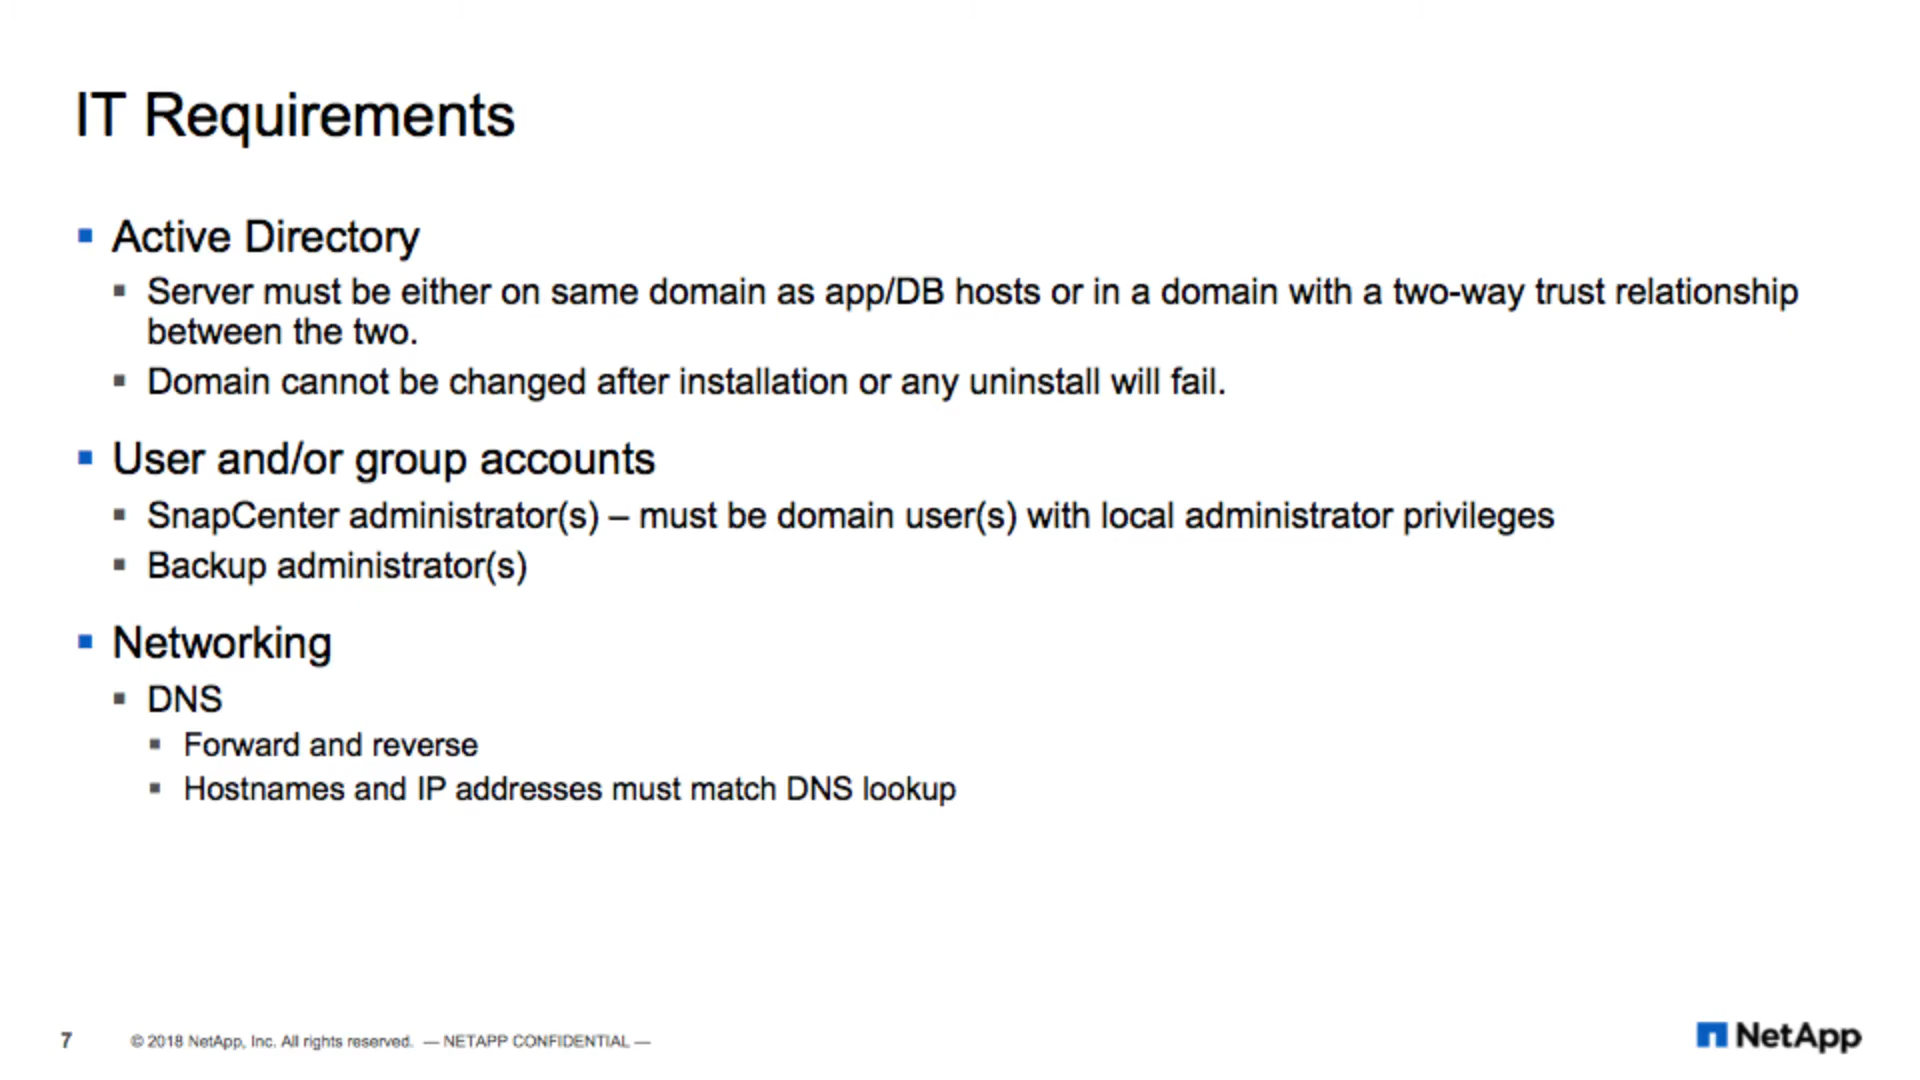 IT Requirements
▪ Active Directory
▪ Server must be either on same domain as app/DB hosts or in a domain with a two-way trust relationship
between the two.
▪ Domain cannot be changed after installation or any uninstall will fail.
▪ User and/or group accounts
▪ SnapCenter administrator(s) – must be domain user(s) with local administrator privileges
▪ Backup administrator(s)
▪ Networking
▪ DNS
▪ Forward and reverse
▪ Hostnames and IP addresses must match DNS lookup
7 © 2018 NetApp, Inc. All rights reserved. — NETAPP CONFIDENTIAL —
NetApp